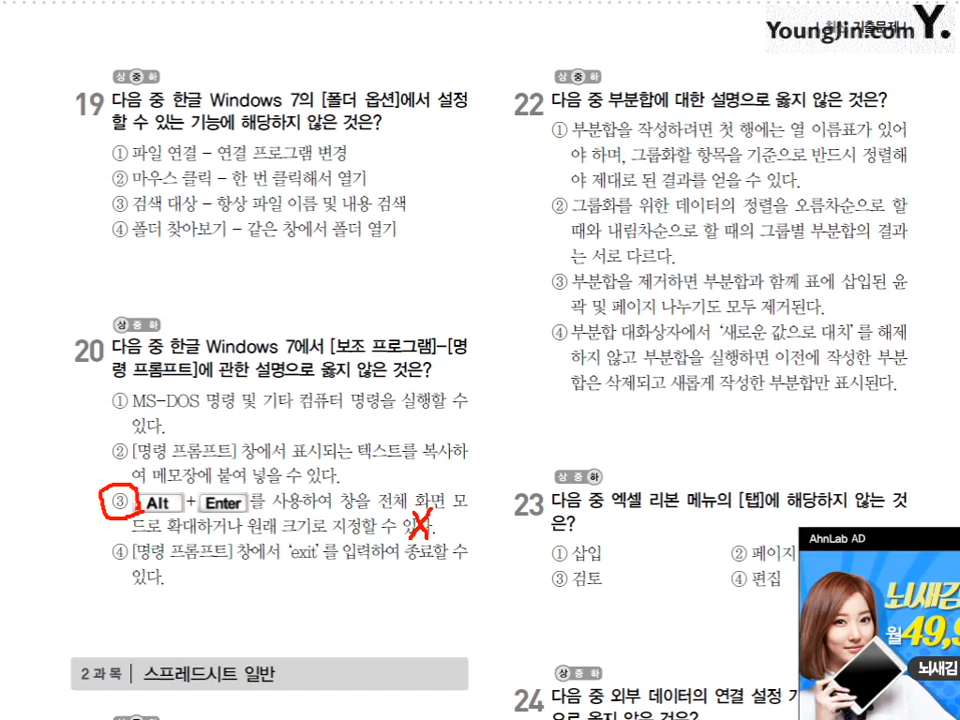 YoungJin.com Y.
상 중 하
19 다음 중 한글 Windows 7의 [폴더 옵션]에서 설정
할 수 있는 기능에 해당하지 않은 것은?
① 파일 연결 – 연결 프로그램 변경
② 마우스 클릭 – 한 번 클릭해서 열기
③ 검색 대상 – 항상 파일 이름 및 내용 검색
④ 폴더 찾아보기 – 같은 창에서 폴더 열기
상 중 하
20 다음 중 한글 Windows 7에서 [보조 프로그램]-[명
령 프롬프트]에 관한 설명으로 옳지 않은 것은?
① MS-DOS 명령 및 기타 컴퓨터 명령을 실행할 수
있다.
② [명령 프롬프트] 창에서 표시되는 텍스트를 복사하
여 메모장에 붙여 넣을 수 있다.
③ Alt + Enter 를 사용하여 창을 전체 화면 모
드로 확대하거나 원래 크기로 지정할 수 있다. X
④ [명령 프롬프트] 창에서 ‘exit’를 입력하여 종료할 수
있다.
2과목 | 스프레드시트 일반
상 중 하
22 다음 중 부분합에 대한 설명으로 옳지 않은 것은?
① 부분합을 작성하려면 첫 행에는 열 이름표가 있어
야 하며, 그룹화할 항목을 기준으로 반드시 정렬해
야 제대로 된 결과를 얻을 수 있다.
② 그룹화를 위한 데이터의 정렬을 오름차순으로 할
때와 내림차순으로 할 때의 그룹별 부분합의 결과
는 서로 다르다.
③ 부분합을 제거하면 부분합과 함께 표에 삽입된 윤
곽 및 페이지 나누기도 모두 제거된다.
④ 부분합 대화상자에서 ‘새로운 값으로 대치’를 해제
하지 않고 부분합을 실행하면 이전에 작성한 부분
합은 삭제되고 새롭게 작성한 부분합만 표시된다.
상 중 하
23 다음 중 엑셀 리본 메뉴의 [탭]에 해당하지 않는 것
은?
① 삽입 ② 페이지
③ 검토 ④ 편집
상 중 하
24 다음 중 외부 데이터의 연결 설정
으로 옳지 않은 것은?
AhnLab AD
뇌새김
월 49,9
뇌새김